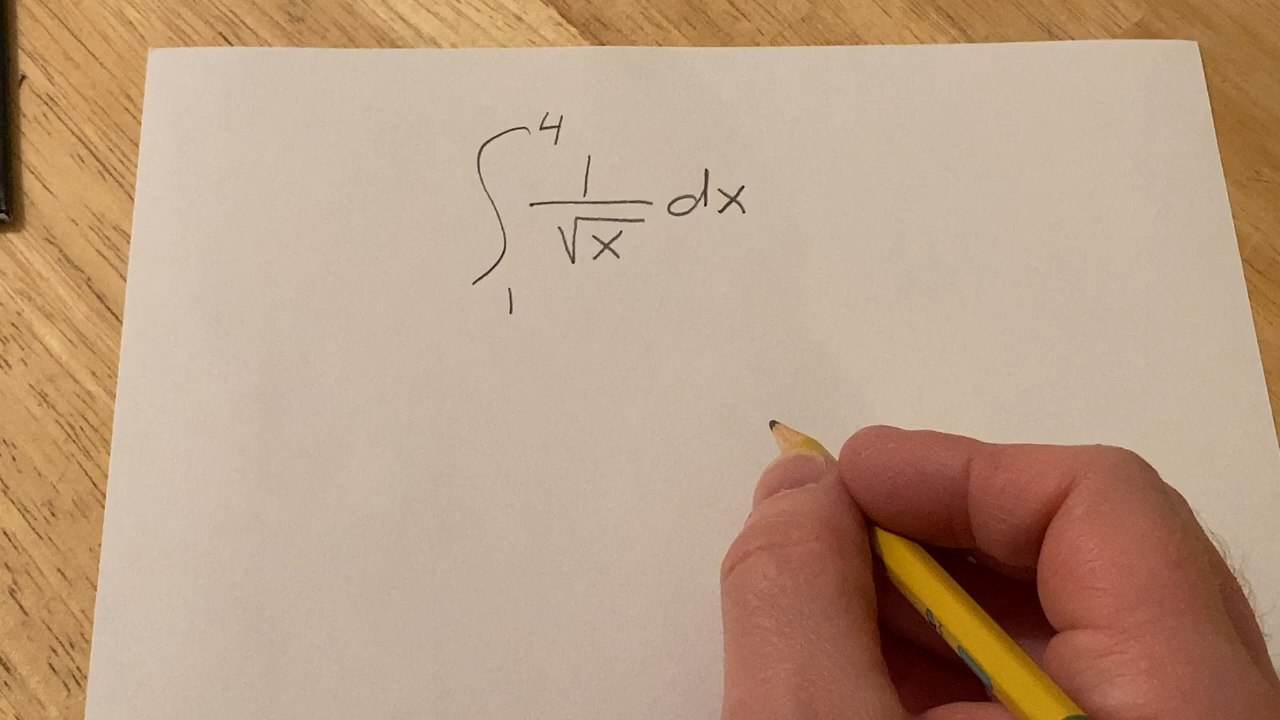 ∫₁⁴ 1/√x dx